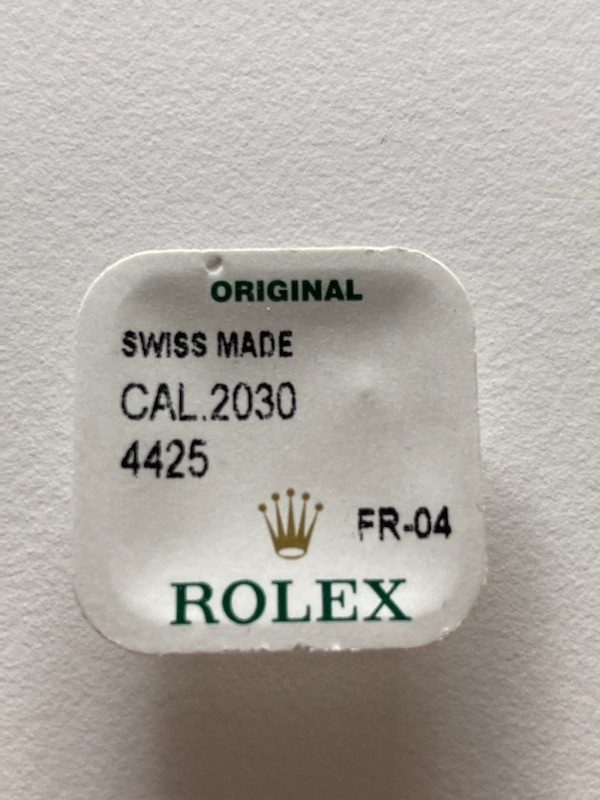 ORIGINAL
SWISS MADE
CAL.2030
4425
FR-04
ROLEX